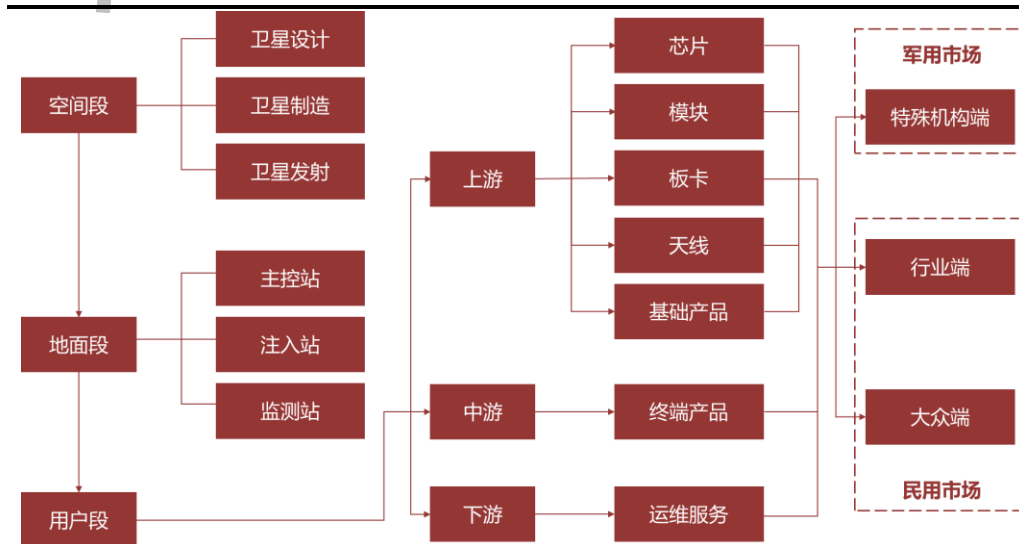 空间段
卫星设计
卫星制造
卫星发射
地面段
主控站
注入站
监测站
用户段
上游
芯片
模块
板卡
天线
基础产品
中游
终端产品
下游
运维服务
军用市场
特殊机构端
行业端
大众端
民用市场